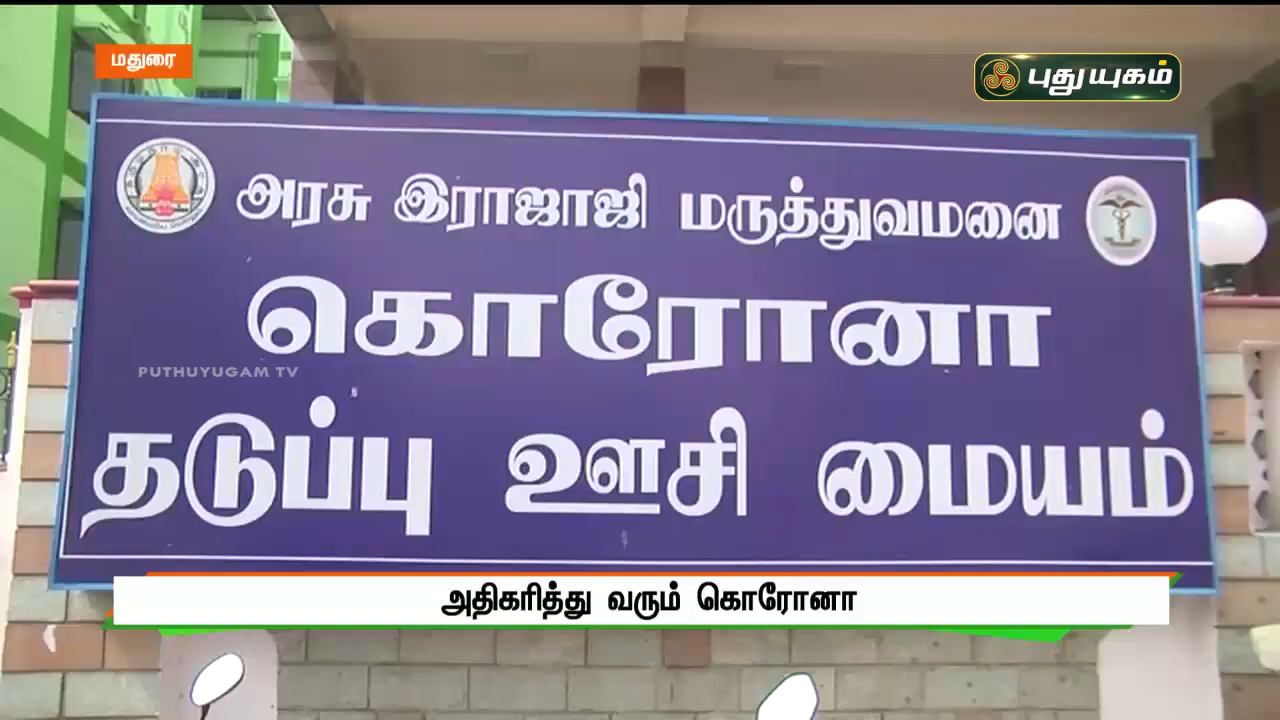 மதுரை
புதுயுகம்
அரசு இராஜாஜி மருத்துவமனை
கொரோனா
PUTHUYUGAM TV
தடுப்பு ஊசி மையம்
அதிகரித்து வரும் கொரோனா